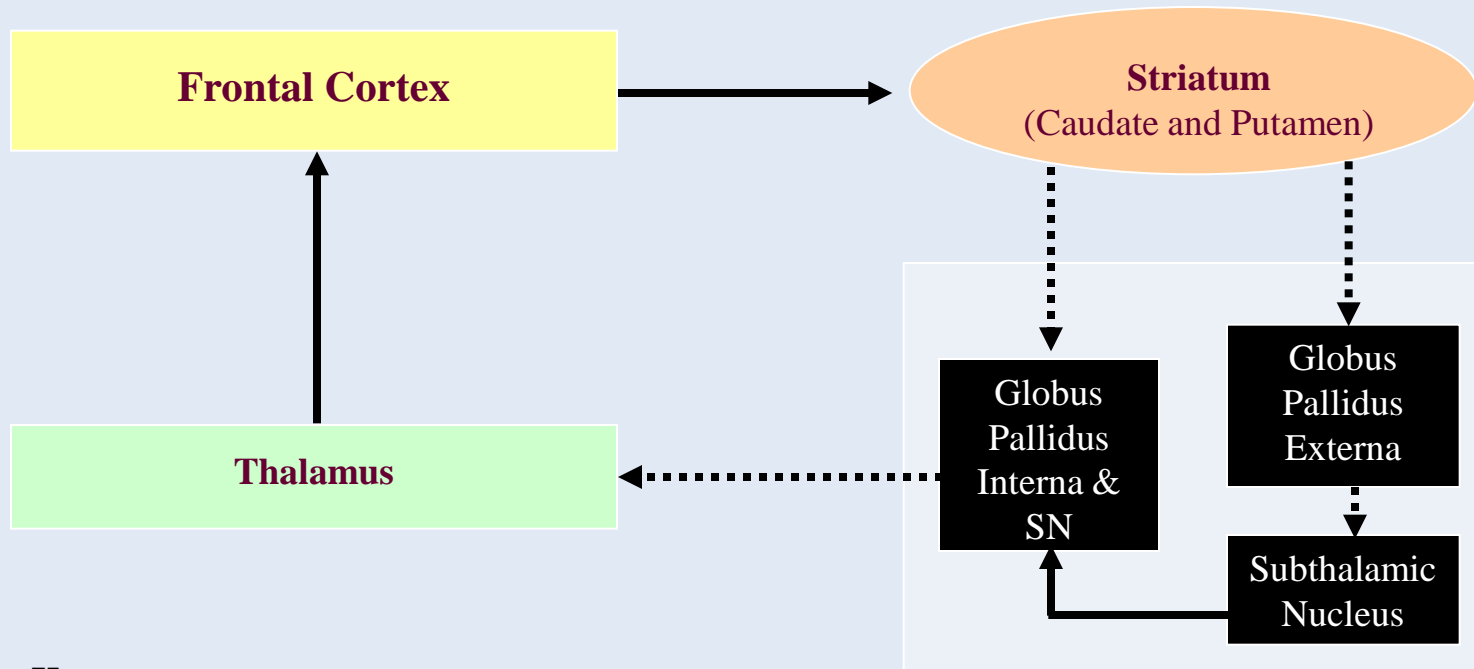 Frontal Cortex
Striatum
(Caudate and Putamen)
Globus
Pallidus
Externa
Globus
Pallidus
Interna &
SN
Thalamus
Subthalamic
Nucleus